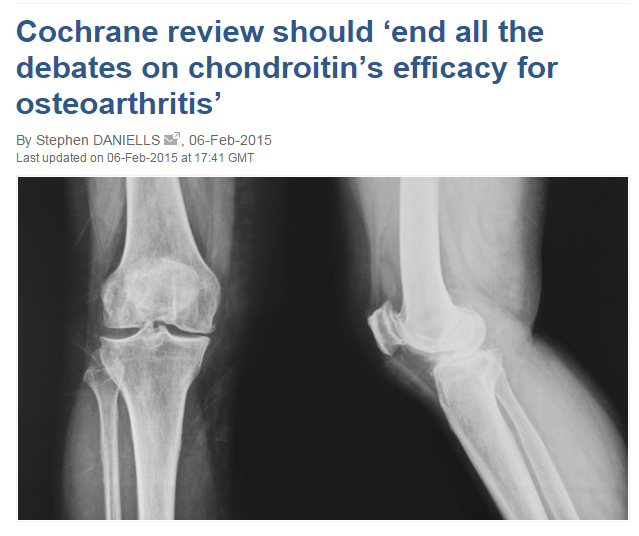 Cochrane review should ‘end all the
debates on chondroitin’s efficacy for
osteoarthritis’
By Stephen DANIELLS , 06-Feb-2015
Last updated on 06-Feb-2015 at 17:41 GMT